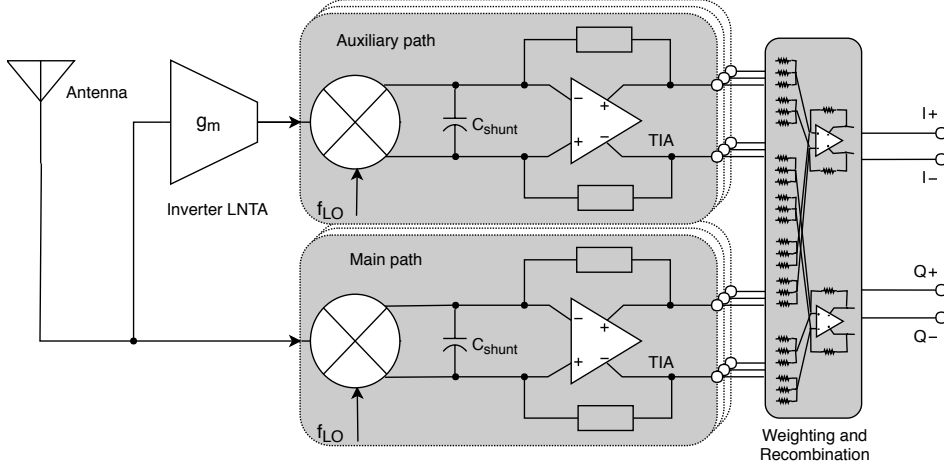 Auxiliary path
Antenna
gm
Cshunt
TIA
Inverter LNTA
fLO
I+
I−
Main path
Cshunt
TIA
fLO
Q+
Q−
Weighting and
Recombination